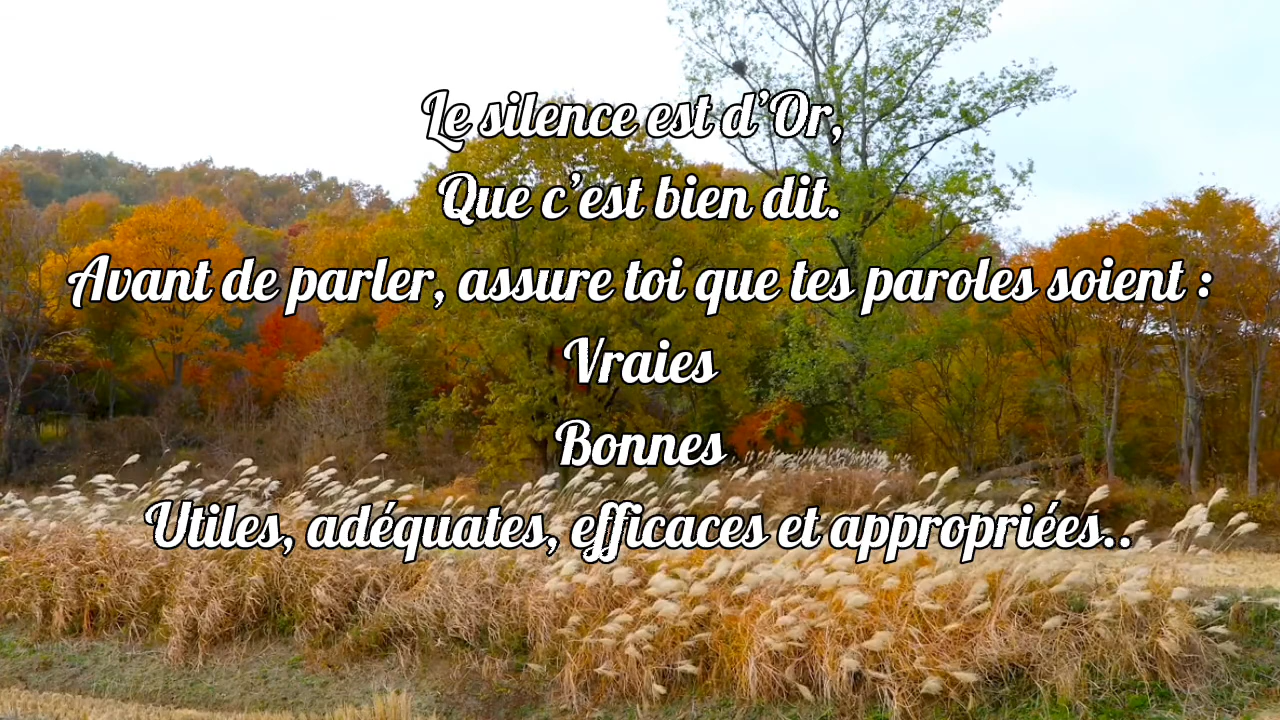 Le silence est d’Or,
Que c’est bien dit.
Avant de parler, assure toi que tes paroles soient :
Vraies
Bonnes
Utiles, adéquates, efficaces et appropriées..